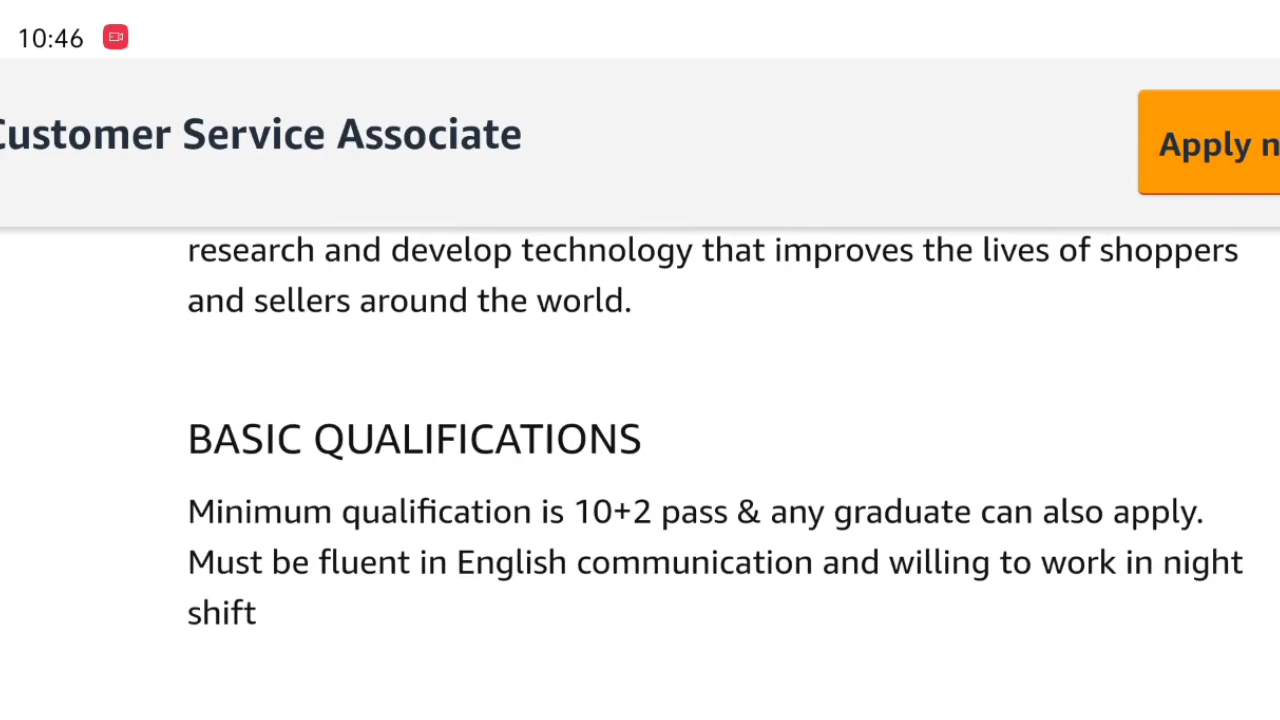 10:46
Customer Service Associate
Apply n
research and develop technology that improves the lives of shoppers
and sellers around the world.
BASIC QUALIFICATIONS
Minimum qualification is 10+2 pass & any graduate can also apply.
Must be fluent in English communication and willing to work in night
shift